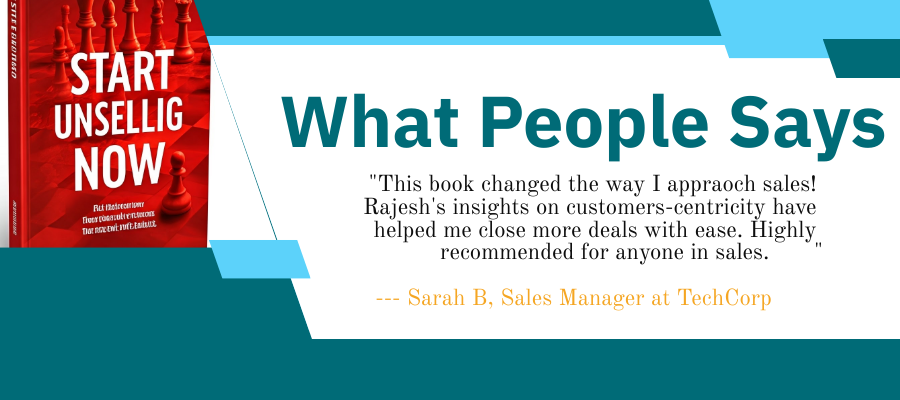 START
UNSELLIG
NOW
What People Says
"This book changed the way I appraoch sales!
Rajesh's insights on customers-centricity have
helped me close more deals with ease. Highly
recommended for anyone in sales. "
--- Sarah B, Sales Manager at TechCorp